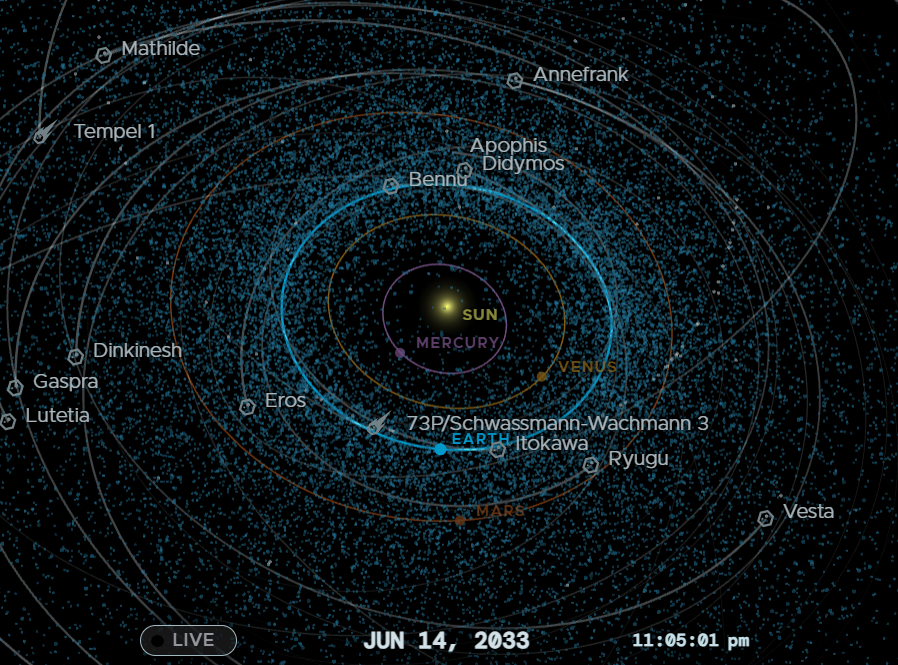 Mathilde
Annefrank
Tempel 1
Apophis
Didymos
Bennu
SUN
MERCURY
Dinkinesh
VENUS
Gaspra
Eros
Lutetia
73P/Schwassmann-Wachmann 3
EARTH
Itokawa
Ryugu
MARS
Vesta
LIVE
JUN 14, 2033
11:05:01 pm